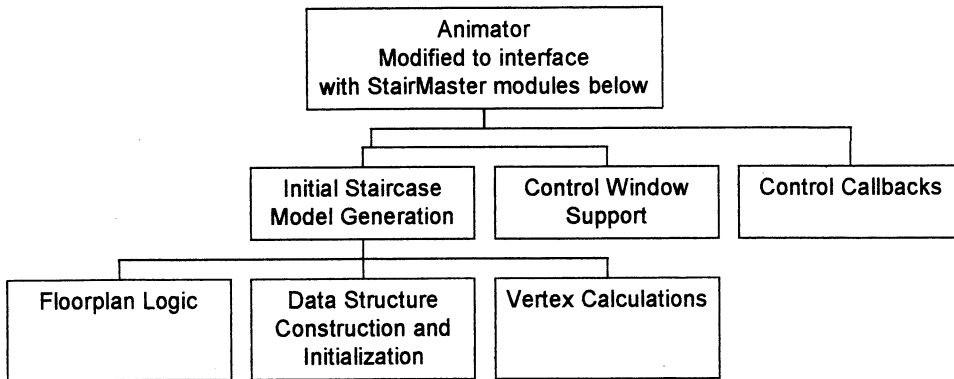 Animator
Modified to interface
with StairMaster modules below
Initial Staircase
Model Generation
Control Window
Support
Control Callbacks
Floorplan Logic
Data Structure
Construction and
Initialization
Vertex Calculations